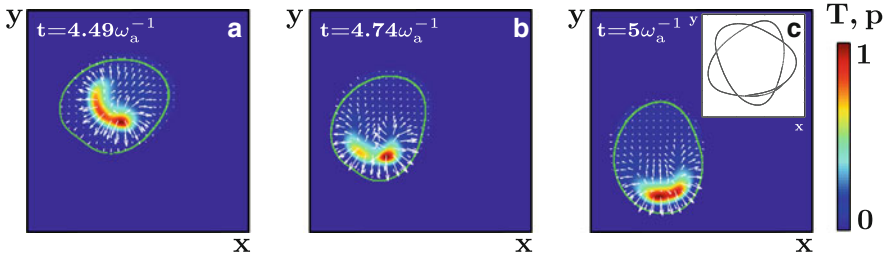 y
t=4.49ω_a^{-1}
a
x
y
t=4.74ω_a^{-1}
b
x
y
t=5ω_a^{-1}
y
c
x
x
T, p
1
0